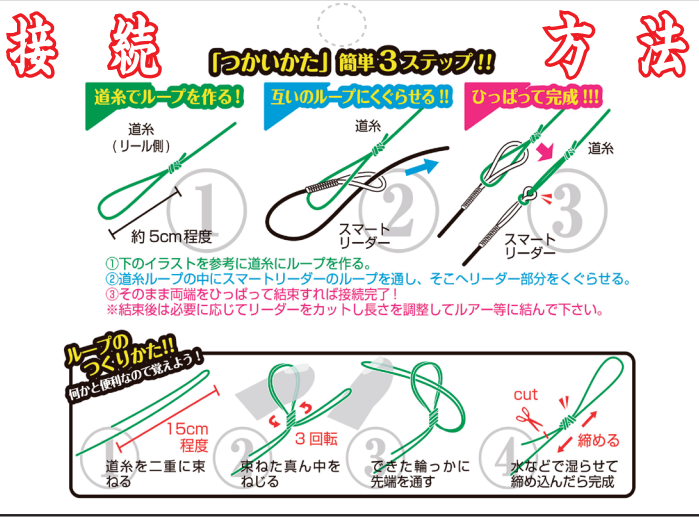 接続 方法
「つかいかた」簡単3ステップ!!
道糸でループを作る!
互いのループにくぐらせる!!
ひっぱって完成!!!
道糸
(リール側)
約5cm程度
①
道糸
スマート
リーダー
②
道糸
スマート
リーダー
③
①下のイラストを参考に道糸にループを作る。
②道糸ループの中にスマートリーダーのループを通し、そこへリーダー部分をくぐらせる。
③そのまま両端をひっぱって結束すれば接続完了!
※結束後は必要に応じてリーダーをカットし長さを調整してルアー等に結んで下さい。
ループの
つくりかた!!
何かと便利なので覚えよう!
15cm
程度
①
道糸を二重に束
ねる
3回転
②
束ねた真ん中を
ねじる
③
できた輪っかに
先端を通す
cut
締める
④
水などで湿らせて
締め込んだら完成